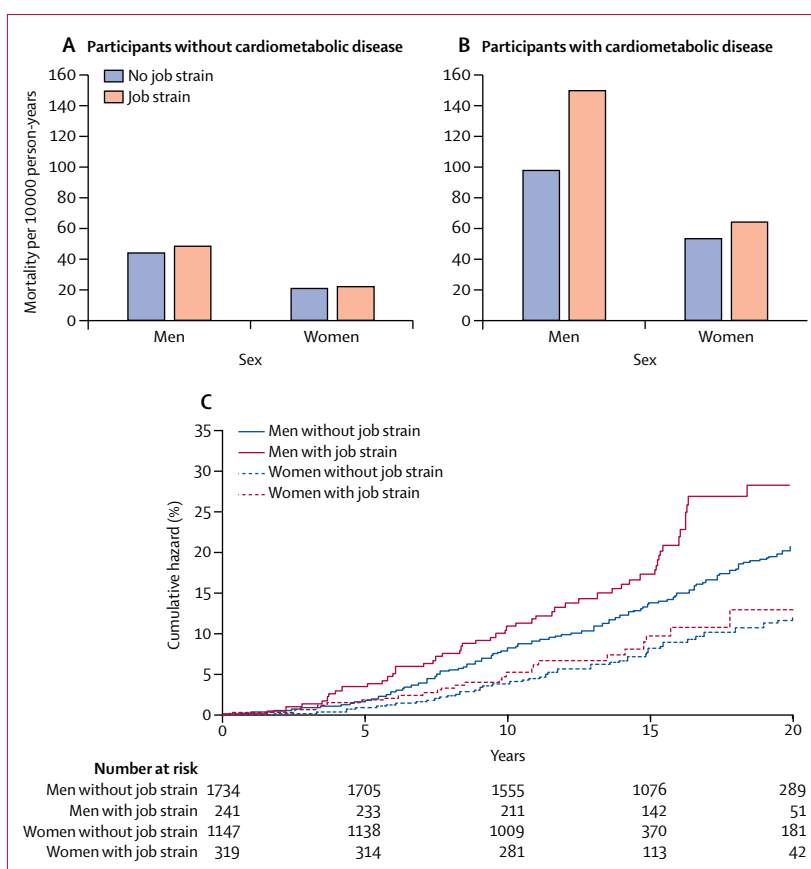 A Participants without cardiometabolic disease
160
140
120
100
80
60
40
20
0
Mortality per 10 000 person-years
No job strain
Job strain
Men Women
Sex
B Participants with cardiometabolic disease
160
140
120
100
80
60
40
20
0
Men Women
Sex
C
35
30
25
20
15
10
5
0
Cumulative hazard (%)
Men without job strain
Men with job strain
Women without job strain
Women with job strain
0 5 10 15 20
Years
Number at risk
Men without job strain 1734 1705 1555 1076 289
Men with job strain 241 233 211 142 51
Women without job strain 1147 1138 1009 370 181
Women with job strain 319 314 281 113 42